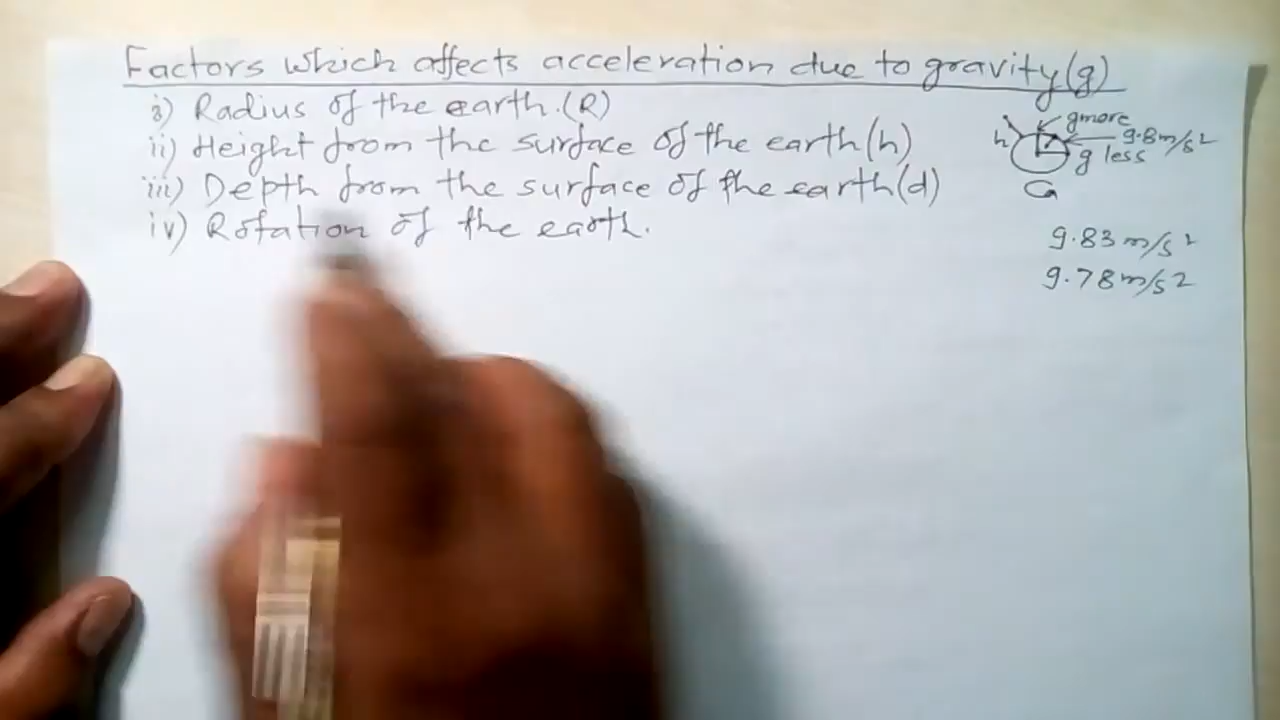 Factors which affects acceleration due to gravity(g)
i) Radius of the earth.(R)
ii) Height from the surface of the earth(h)
iii) Depth from the surface of the earth(d)
iv) Rotation of the earth.
g more
h
9.8m/s²
g less
G
9.83 m/s²
9.78 m/s²